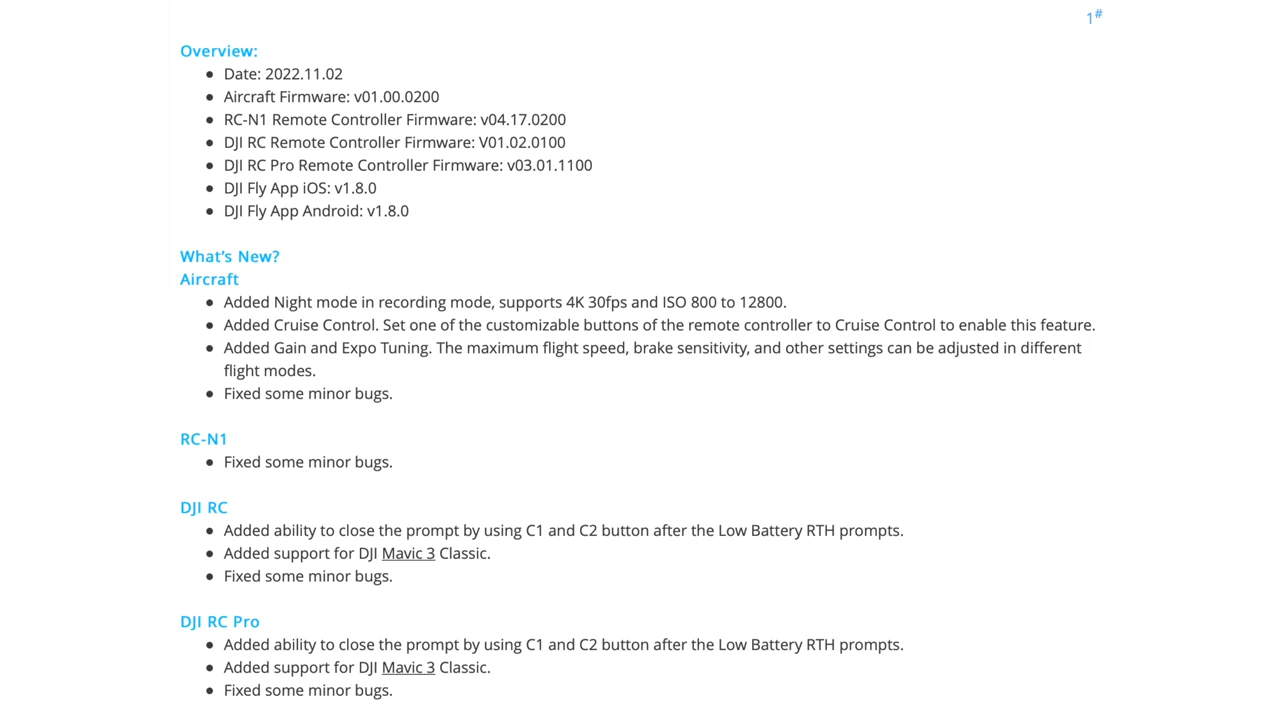 1#
Overview:
● Date: 2022.11.02
● Aircraft Firmware: v01.00.0200
● RC-N1 Remote Controller Firmware: v04.17.0200
● DJI RC Remote Controller Firmware: V01.02.0100
● DJI RC Pro Remote Controller Firmware: v03.01.1100
● DJI Fly App iOS: v1.8.0
● DJI Fly App Android: v1.8.0
What's New?
Aircraft
● Added Night mode in recording mode, supports 4K 30fps and ISO 800 to 12800.
● Added Cruise Control. Set one of the customizable buttons of the remote controller to Cruise Control to enable this feature.
● Added Gain and Expo Tuning. The maximum flight speed, brake sensitivity, and other settings can be adjusted in different
flight modes.
● Fixed some minor bugs.
RC-N1
● Fixed some minor bugs.
DJI RC
● Added ability to close the prompt by using C1 and C2 button after the Low Battery RTH prompts.
● Added support for DJI Mavic 3 Classic.
● Fixed some minor bugs.
DJI RC Pro
● Added ability to close the prompt by using C1 and C2 button after the Low Battery RTH prompts.
● Added support for DJI Mavic 3 Classic.
● Fixed some minor bugs.